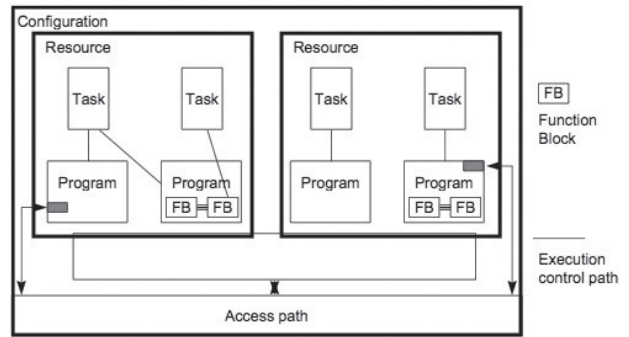 Configuration
Resource
Resource
Task
Task
Task
Task
FB
Function
Block
Program
Program
Program
Program
FB
FB
FB
FB
Execution
control path
Access path